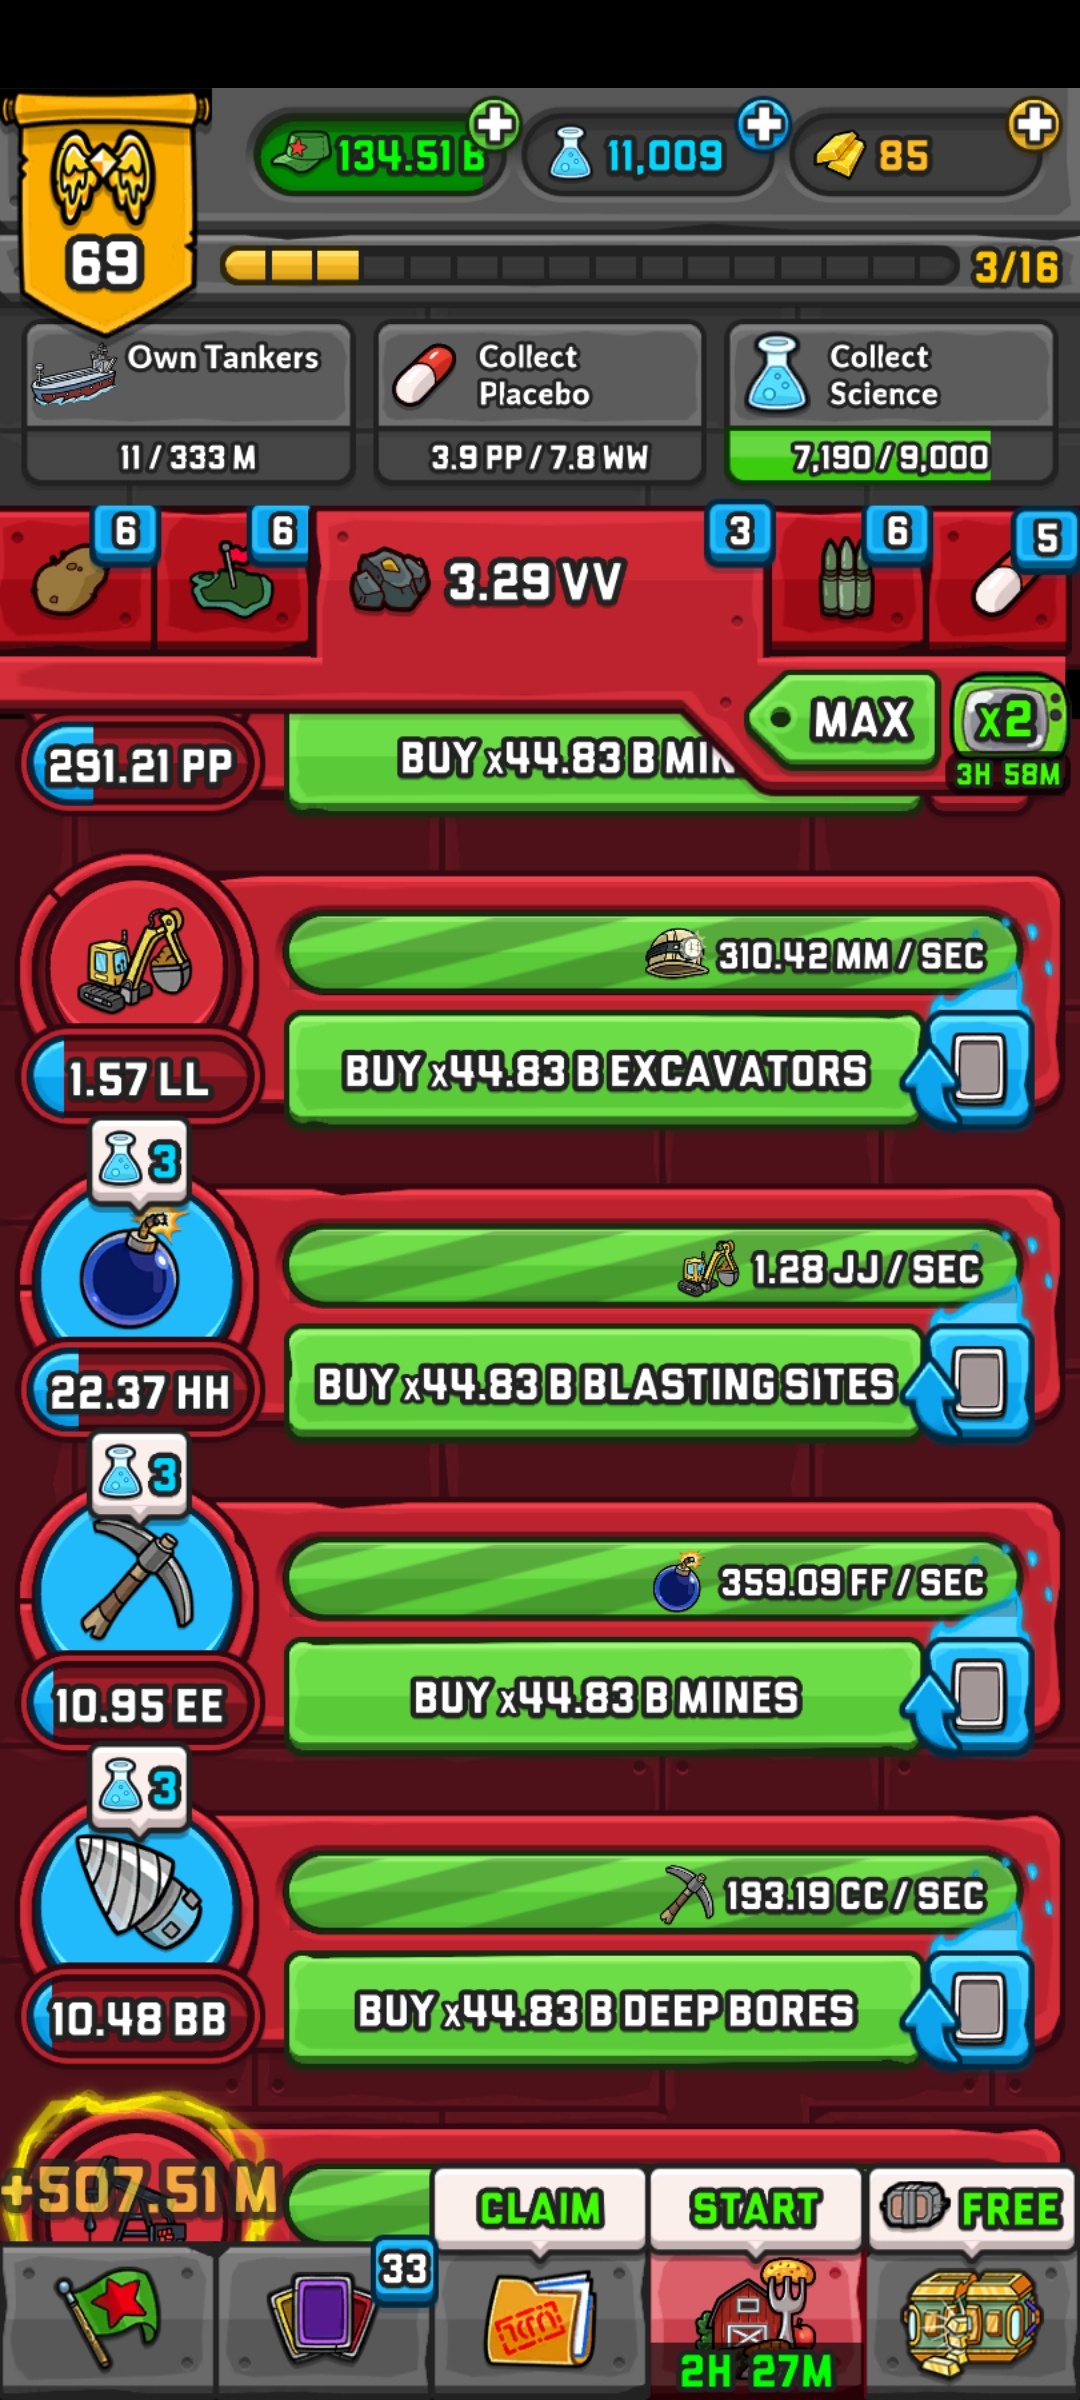 134.51 B
11,009
85
69
3/16
Own Tankers
11 / 333 M
Collect
Placebo
3.9 PP / 7.8 WW
Collect
Science
7,190 / 9,000
6
6
3.29 VV
3
6
5
MAX
x2
3H 58M
291.21 PP
BUY x44.83 B MIN
310.42 MM / SEC
1.57 LL
BUY x44.83 B EXCAVATORS
3
1.28 JJ / SEC
22.37 HH
BUY x44.83 B BLASTING SITES
3
359.09 FF / SEC
10.95 EE
BUY x44.83 B MINES
3
193.19 CC / SEC
10.48 BB
BUY x44.83 B DEEP BORES
+507.51 M
CLAIM
START
FREE
33
2H 27M